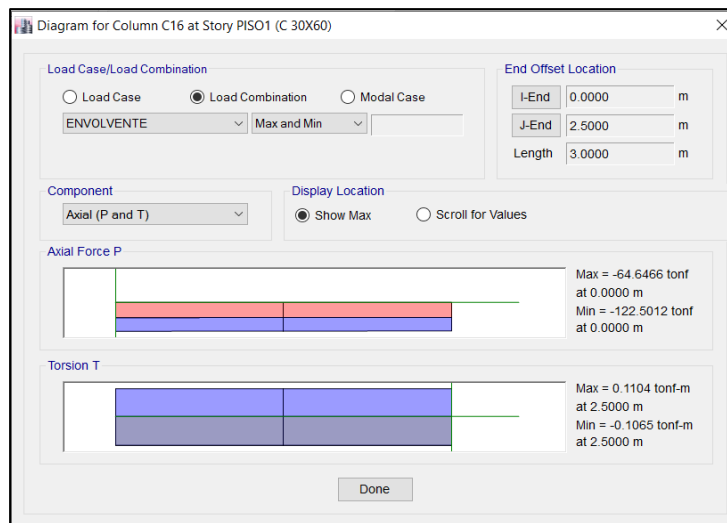 Diagram for Column C16 at Story PISO1 (C 30X60)
Load Case/Load Combination
Load Case
Load Combination
Modal Case
ENVOLVENTE
Max and Min
End Offset Location
I-End
0.0000
m
J-End
2.5000
m
Length
3.0000
m
Component
Axial (P and T)
Display Location
Show Max
Scroll for Values
Axial Force P
Max = -64.6466 tonf
at 0.0000 m
Min = -122.5012 tonf
at 0.0000 m
Torsion T
Max = 0.1104 tonf-m
at 2.5000 m
Min = -0.1065 tonf-m
at 2.5000 m
Done